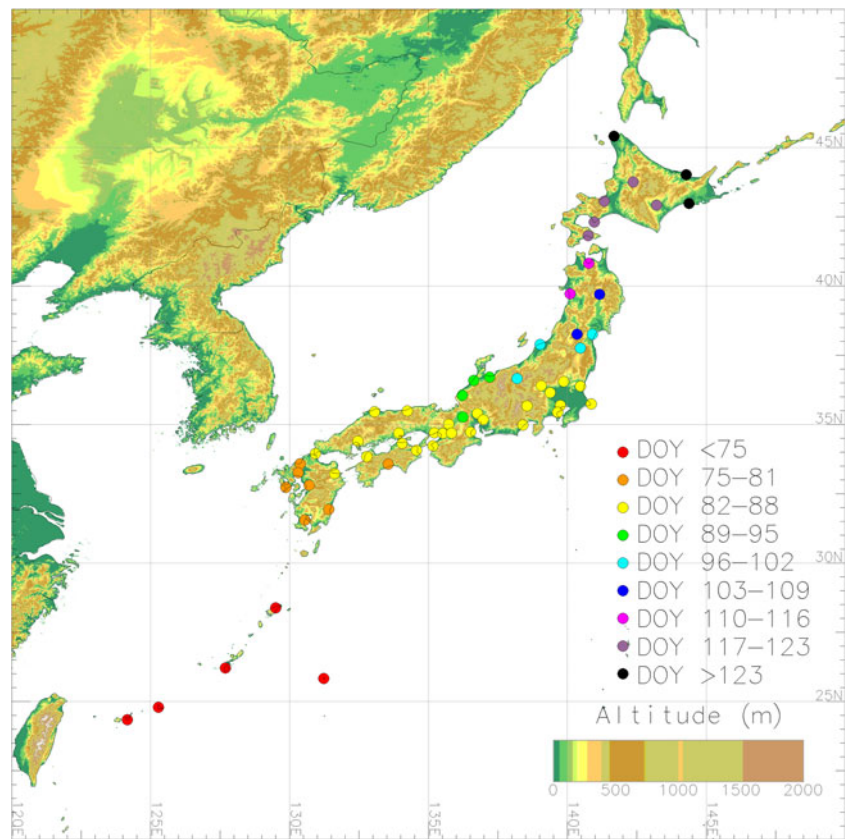 45N
40N
35N
30N
25N
DOY <75
DOY 75–81
DOY 82–88
DOY 89–95
DOY 96–102
DOY 103–109
DOY 110–116
DOY 117–123
DOY >123
Altitude (m)
0 500 1000 1500 2000
120E 125E 130E 135E 140E 145E